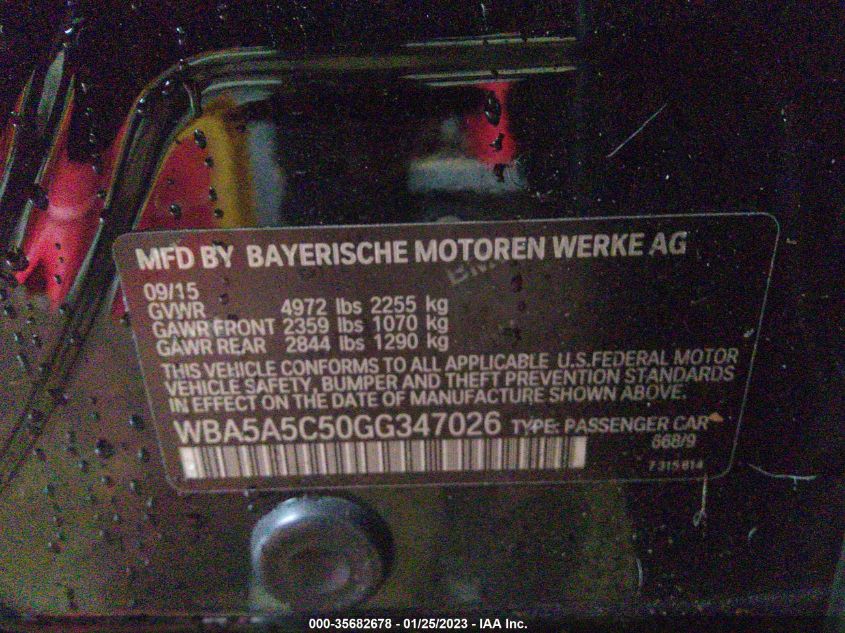 MFD BY BAYERISCHE MOTOREN WERKE AG
09/15
GVWR 4972 lbs 2255 kg
GAWR FRONT 2359 lbs 1070 kg
GAWR REAR 2844 lbs 1290 kg
THIS VEHICLE CONFORMS TO ALL APPLICABLE U.S.FEDERAL MOTOR
VEHICLE SAFETY, BUMPER AND THEFT PREVENTION STANDARDS
IN EFFECT ON THE DATE OF MANUFACTURE SHOWN ABOVE.
WBA5A5C50GG347026 TYPE: PASSENGER CAR
668/9
7315814
000-35682678 - 01/25/2023 - IAA Inc.